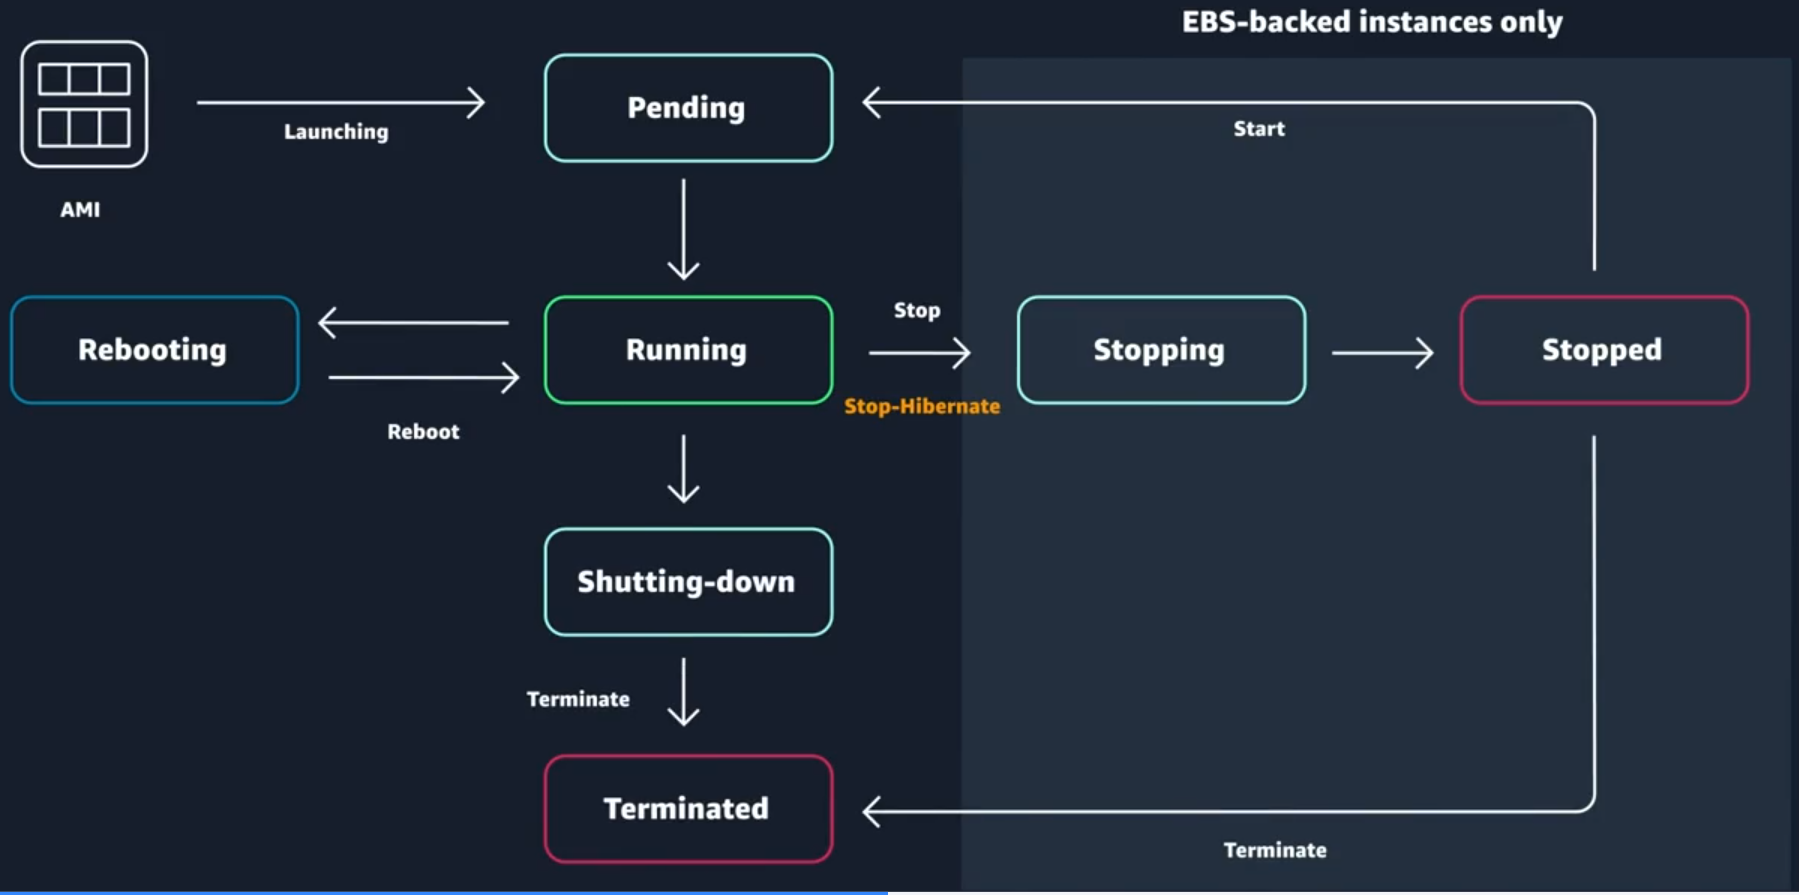 EBS-backed instances only
Pending
Launching
Start
AMI
Stop
Rebooting
Running
Stopping
Stopped
Stop-Hibernate
Reboot
Shutting-down
Terminate
Terminated
Terminate